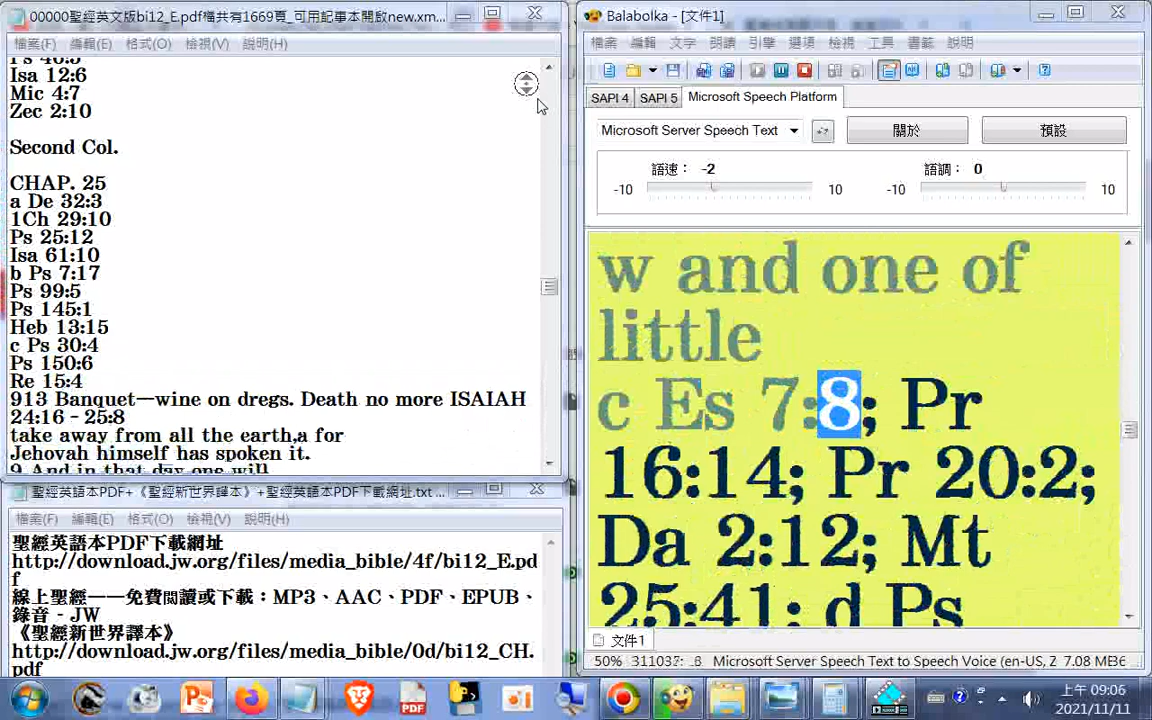 00000聖經英文版bi12_E.pdf檔共有1669頁_可用記事本開啟new.xm...
檔案(F) 編輯(E) 格式(O) 檢視(V) 說明(H)
Isa 12:6
Mic 4:7
Zec 2:10
Second Col.
CHAP. 25
a De 32:3
1Ch 29:10
Ps 25:12
Isa 61:10
b Ps 7:17
Ps 99:5
Ps 145:1
Heb 13:15
c Ps 30:4
Ps 150:6
Re 15:4
913 Banquet—wine on dregs. Death no more ISAIAH
24:16 - 25:8
take away from all the earth,a for
Jehovah himself has spoken it.
9 And in that day one will
聖經英語本PDF+《聖經新世界譯本》+聖經英語本PDF下載網址.txt ...
檔案(F) 編輯(E) 格式(O) 檢視(V) 說明(H)
聖經英語本PDF下載網址
http://download.jw.org/files/media_bible/4f/bi12_E.pd
f
線上聖經——免費閱讀或下載：MP3、AAC、PDF、EPUB、
錄音 - JW
《聖經新世界譯本》
http://download.jw.org/files/media_bible/0d/bi12_CH.
pdf
Balabolka - [文件1]
檔案 編輯 文字 朗讀 引擎 選項 檢視 工具 書籤 說明
SAPI 4 SAPI 5 Microsoft Speech Platform
Microsoft Server Speech Text 關於 預設
語速： -2 語調： 0
-10 10 -10 10
w and one of
little
c Es 7:8; Pr
16:14; Pr 20:2;
Da 2:12; Mt
25:41; d Ps
文件1
50% Microsoft Server Speech Text to Speech Voice (en-US, Z 7.08 MB
上午 09:06
2021/11/11